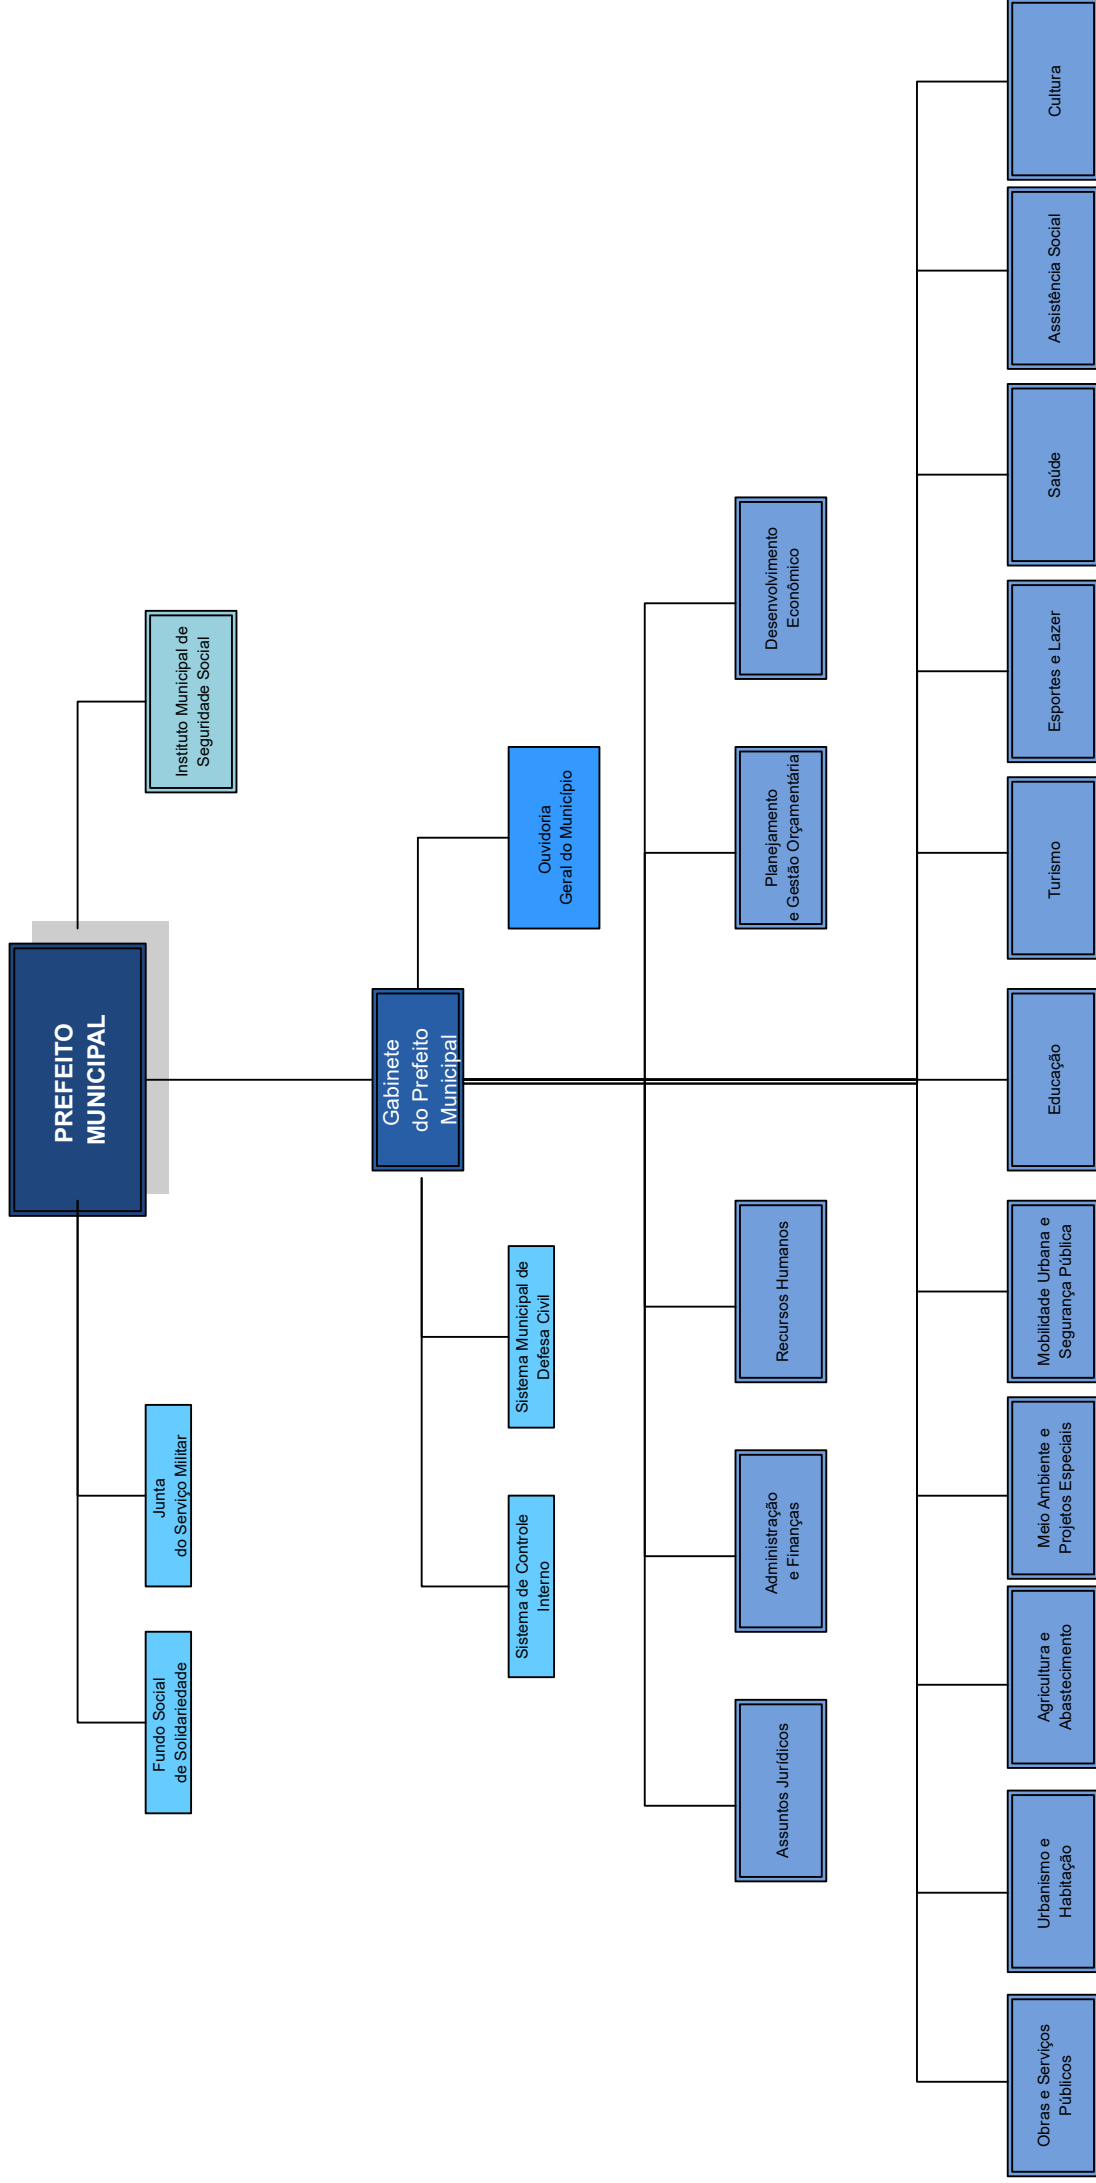 PREFEITO
MUNICIPAL
Fundo Social
de Solidariedade
Junta
do Serviço Militar
Instituto Municipal de
Seguridade Social
Gabinete
do Prefeito
Municipal
Sistema de Controle
Interno
Sistema Municipal de
Defesa Civil
Ouvidoria
Geral do Município
Assuntos Jurídicos
Administração
e Finanças
Recursos Humanos
Planejamento
e Gestão Orçamentária
Desenvolvimento
Econômico
Obras e Serviços
Públicos
Urbanismo e
Habitação
Agricultura e
Abastecimento
Meio Ambiente e
Projetos Especiais
Mobilidade Urbana e
Segurança Pública
Educação
Turismo
Esportes e Lazer
Saúde
Assistência Social
Cultura